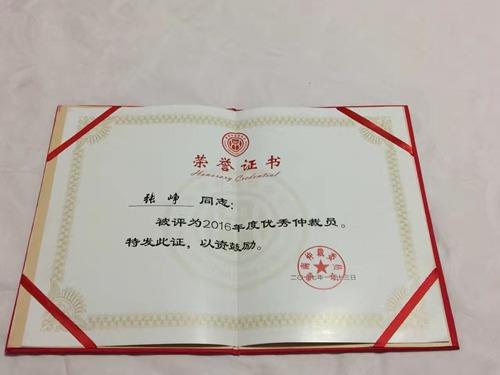 荣誉证书
Honorary Credential
张峥 同志：
被评为2016年度优秀仲裁员。
特发此证，以资鼓励。